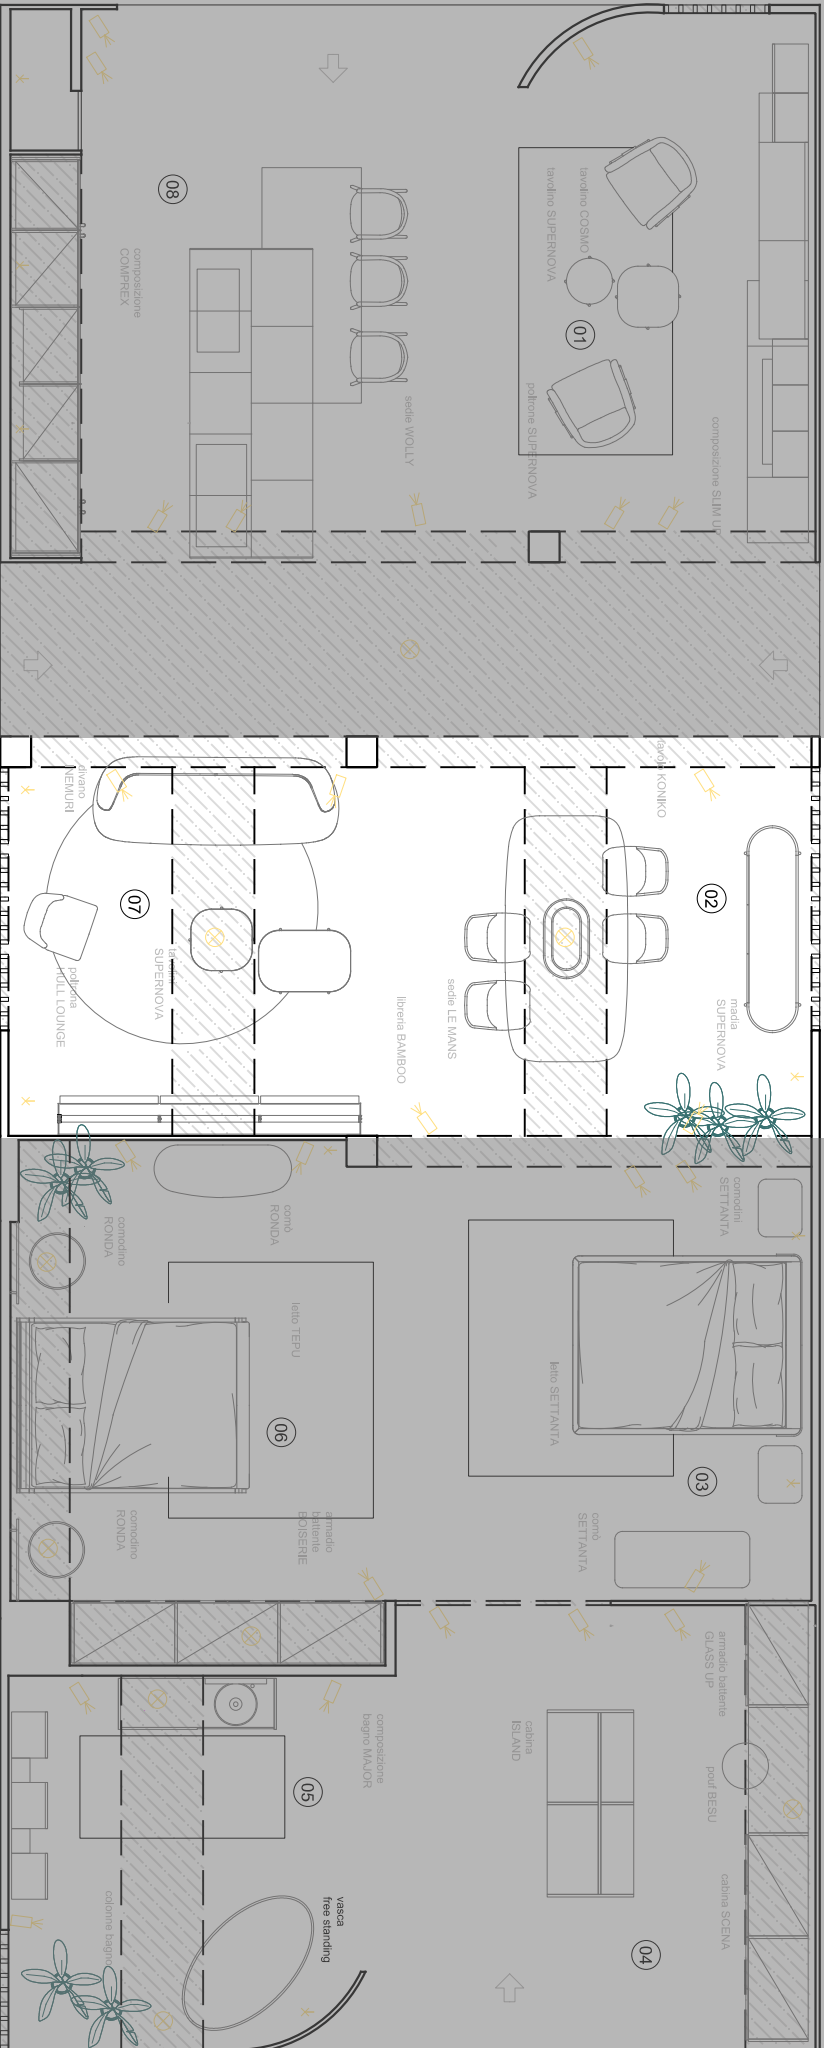 08
composizione
COMPREX
sedie WOLLY
tavolino COSMO
tavolino SUPERNOVA
01
poltrone SUPERNOVA
composizione SLIM UP
divano
NEMURI
tavolo KONIKO
07
02
poltrona
HULL LOUNGE
tavolini
SUPERNOVA
libreria BAMBOO
sedie LE MANS
madia
SUPERNOVA
comodino
RONDA
comò
RONDA
comodini
SETTANTA
letto TEPU
letto SETTANTA
06
03
comodino
RONDA
armadio
battente
BOISERIE
comò
SETTANTA
composizione
bagno MAJOR
cabina
ISLAND
armadio battente
GLASS UP
pouf BESU
05
colonne bagno
vasca
free standing
cabina SCENA
04